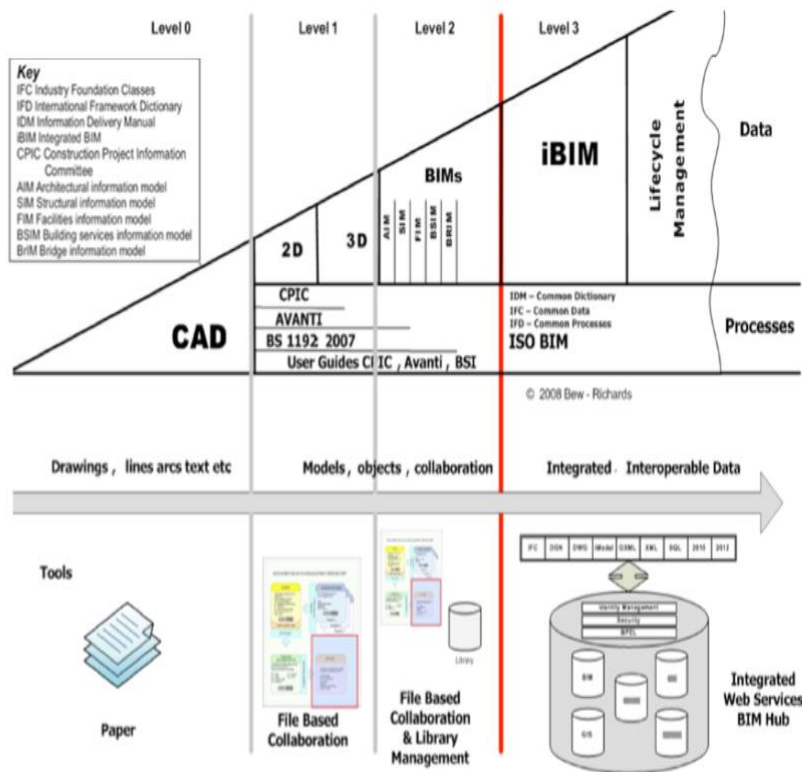 Level 0
Level 1
Level 2
Level 3
Key
IFC Industry Foundation Classes
IFD International Framework Dictionary
IDM Information Delivery Manual
iBIM Integrated BIM
CPIC Construction Project Information
Committee
AIM Architectural information model
SIM Structural information model
FIM Facilities information model
BSIM Building services information model
BrIM Bridge information model
CAD
2D
3D
BIMs
AIM
SIM
FIM
BSIM
BRIM
iBIM
Lifecycle
Management
Data
CPIC
AVANTI
BS 1192 2007
User Guides CPIC , Avanti , BSI
IDM – Common Dictionary
IFC – Common Data
IFD – Common Processes
ISO BIM
Processes
© 2008 Bew - Richards
Drawings , lines arcs text etc
Models, objects, collaboration
Integrated Interoperable Data
Tools
Paper
File Based
Collaboration
Library
File Based
Collaboration
& Library
Management
IFC
DGN
DWG
iModel
GXML
XML
SQL
2010
2012
Identity Management
Security
BPEL
BIM
GIS
Integrated
Web Services
BIM Hub